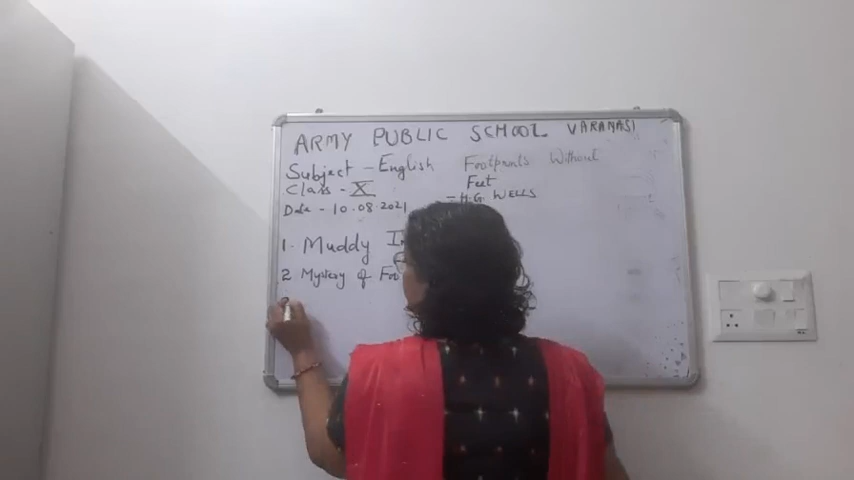 ARMY PUBLIC SCHOOL VARANASI
Subject - English Footprints Without
Class - X Feet
Date - 10.08.2021 - H.G. WELLS
1. Muddy
2 Mystery of